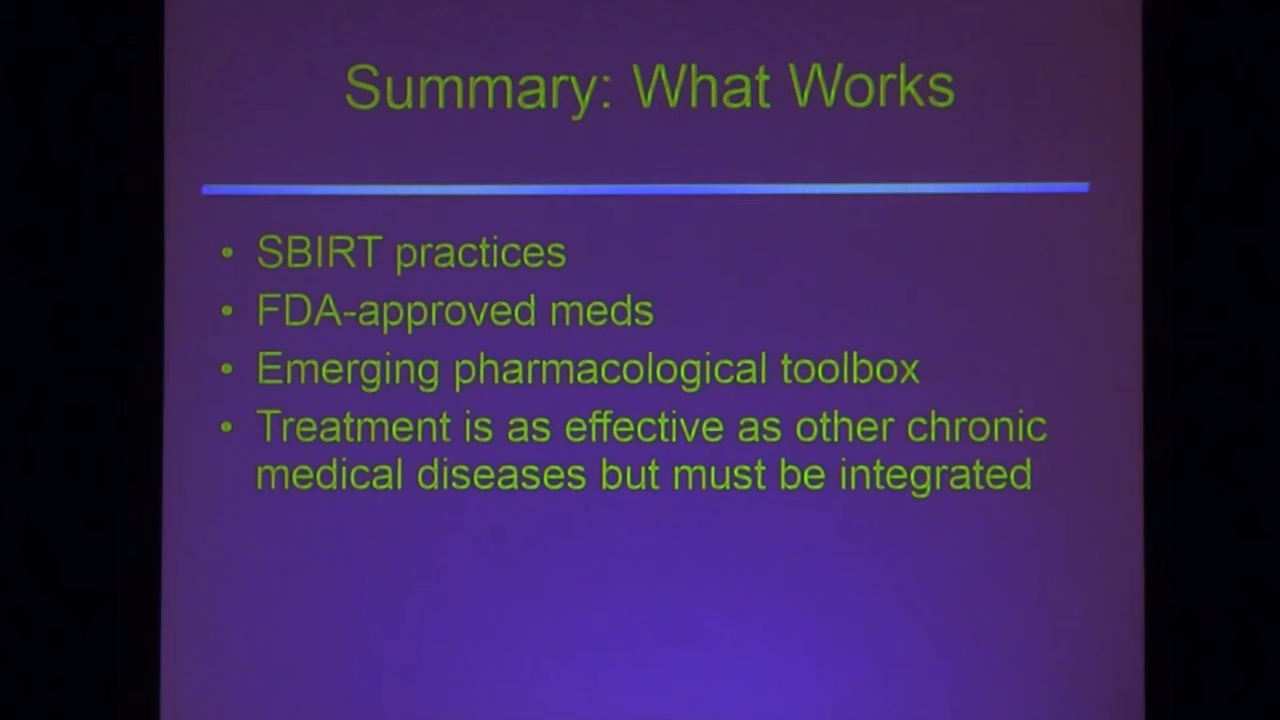 Summary: What Works
• SBIRT practices
• FDA-approved meds
• Emerging pharmacological toolbox
• Treatment is as effective as other chronic
medical diseases but must be integrated